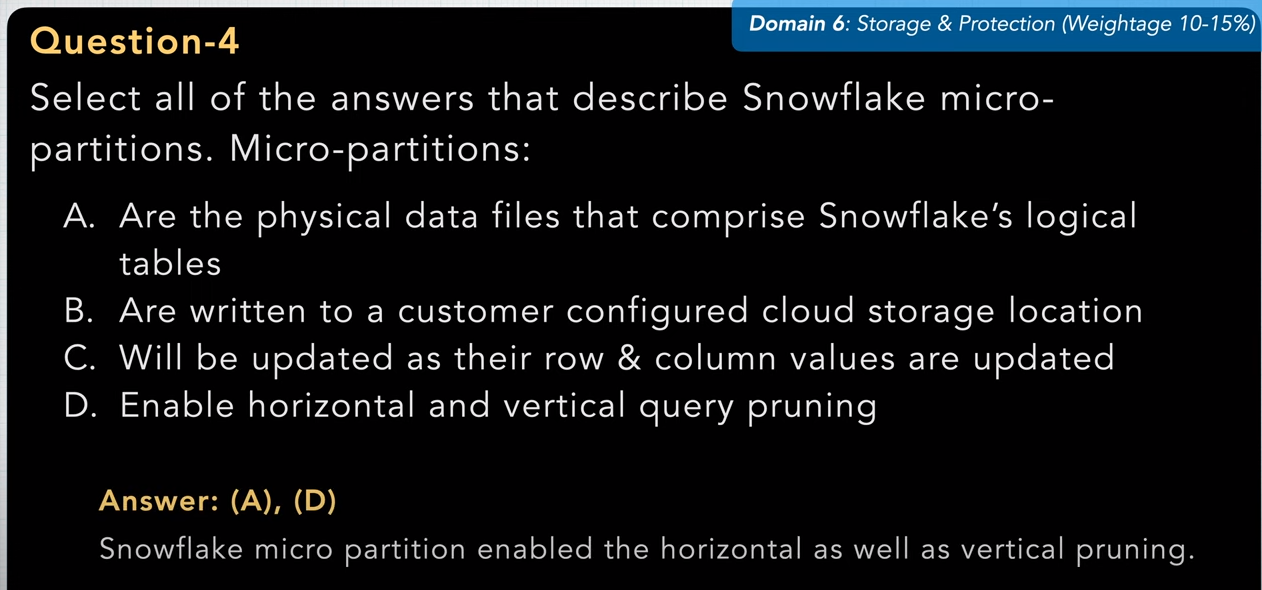 Domain 6: Storage & Protection (Weightage 10-15%)
Question-4
Select all of the answers that describe Snowflake micro-
partitions. Micro-partitions:
A. Are the physical data files that comprise Snowflake’s logical
tables
B. Are written to a customer configured cloud storage location
C. Will be updated as their row & column values are updated
D. Enable horizontal and vertical query pruning
Answer: (A), (D)
Snowflake micro partition enabled the horizontal as well as vertical pruning.